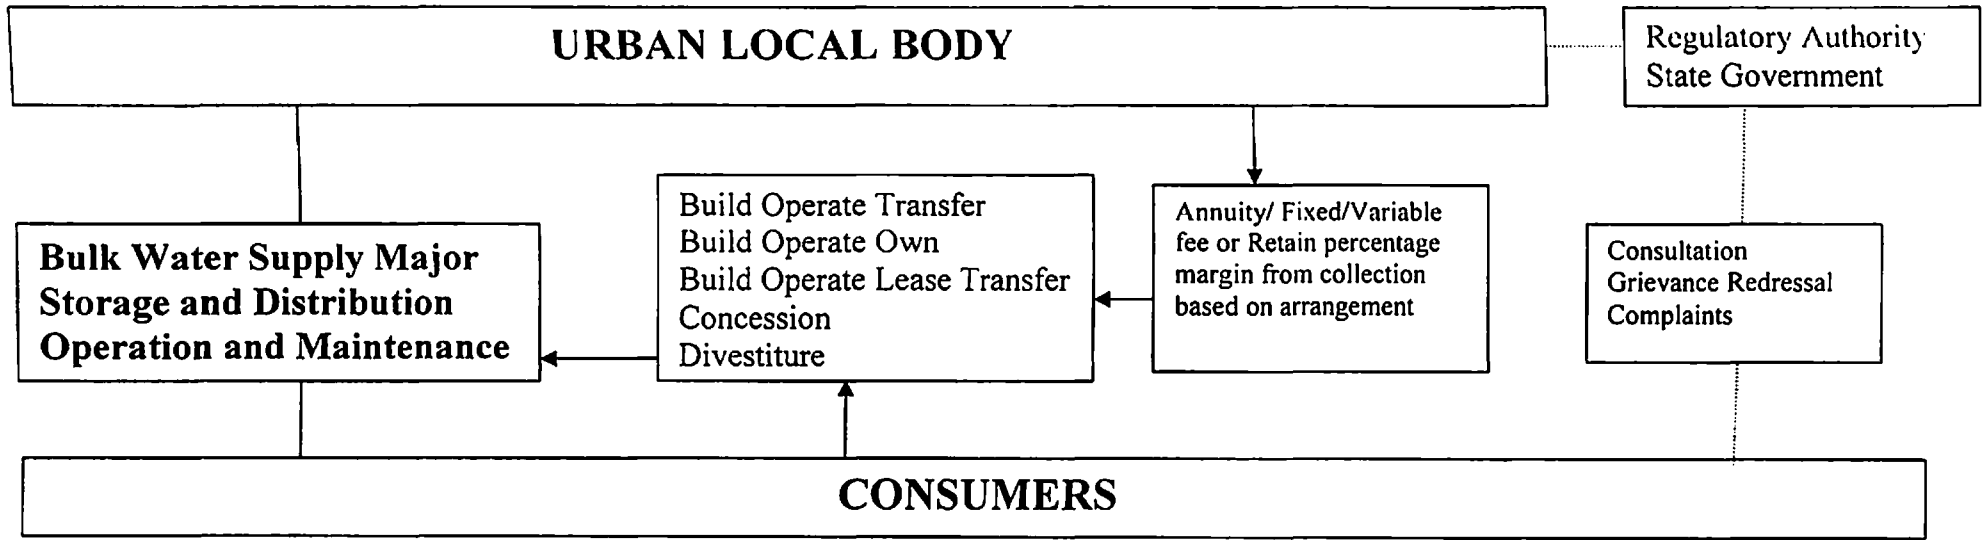 URBAN LOCAL BODY
Regulatory Authority
State Government
Bulk Water Supply Major
Storage and Distribution
Operation and Maintenance
Build Operate Transfer
Build Operate Own
Build Operate Lease Transfer
Concession
Divestiture
Annuity/ Fixed/Variable
fee or Retain percentage
margin from collection
based on arrangement
Consultation
Grievance Redressal
Complaints
CONSUMERS